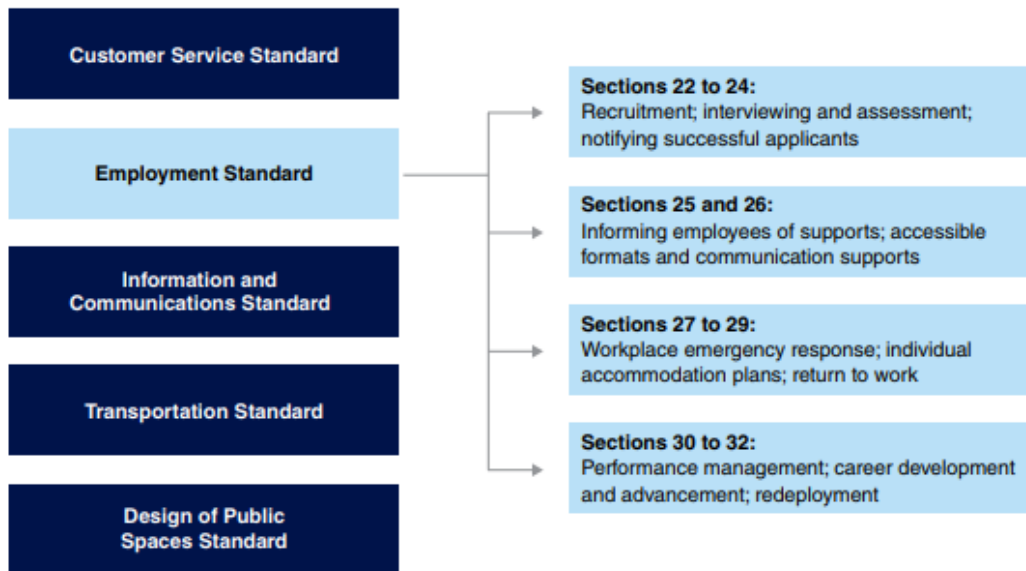 Customer Service Standard
Employment Standard
Information and
Communications Standard
Transportation Standard
Design of Public
Spaces Standard
Sections 22 to 24:
Recruitment; interviewing and assessment;
notifying successful applicants
Sections 25 and 26:
Informing employees of supports; accessible
formats and communication supports
Sections 27 to 29:
Workplace emergency response; individual
accommodation plans; return to work
Sections 30 to 32:
Performance management; career development
and advancement; redeployment